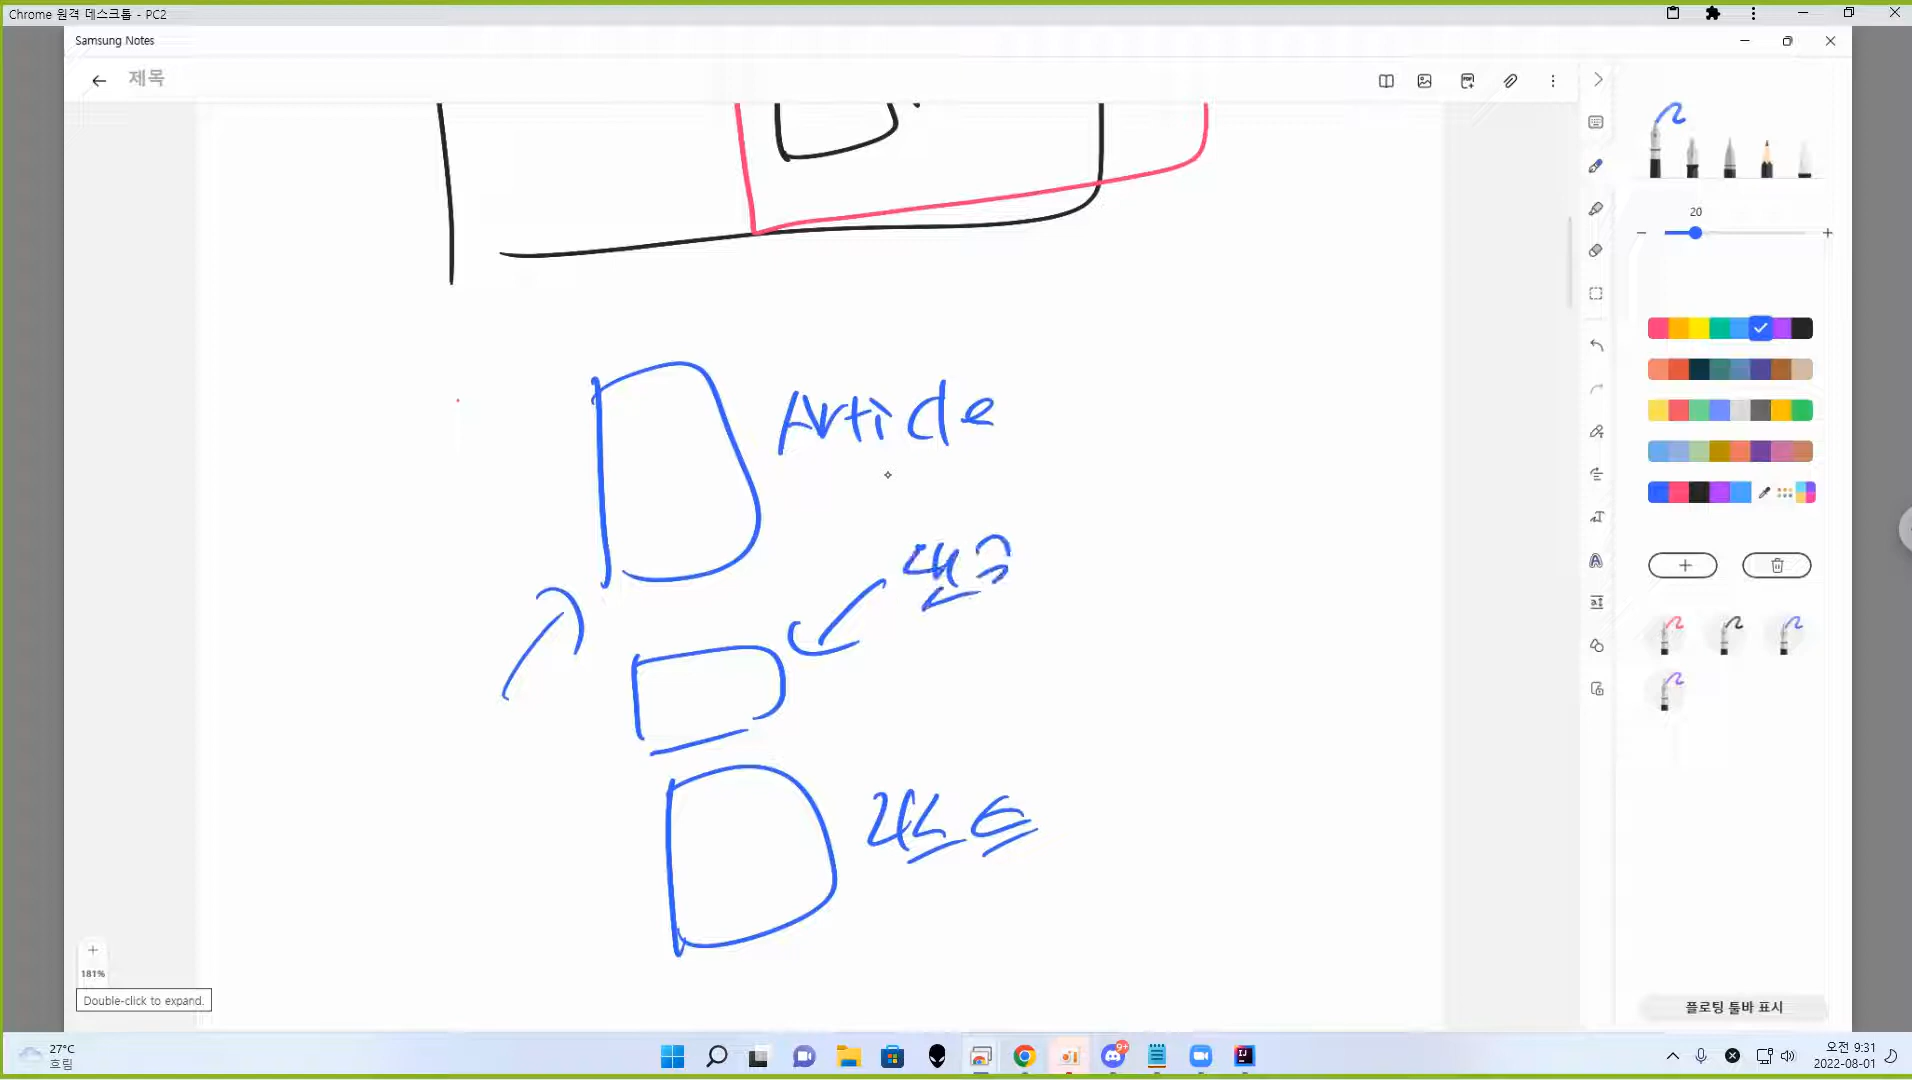 Chrome 원격 데스크톱 - PC2
Samsung Notes
제목
20
Article
181%
Double-click to expand.
플로팅 툴바 표시
27°C
흐림
9+
오전 9:31
2022-08-01